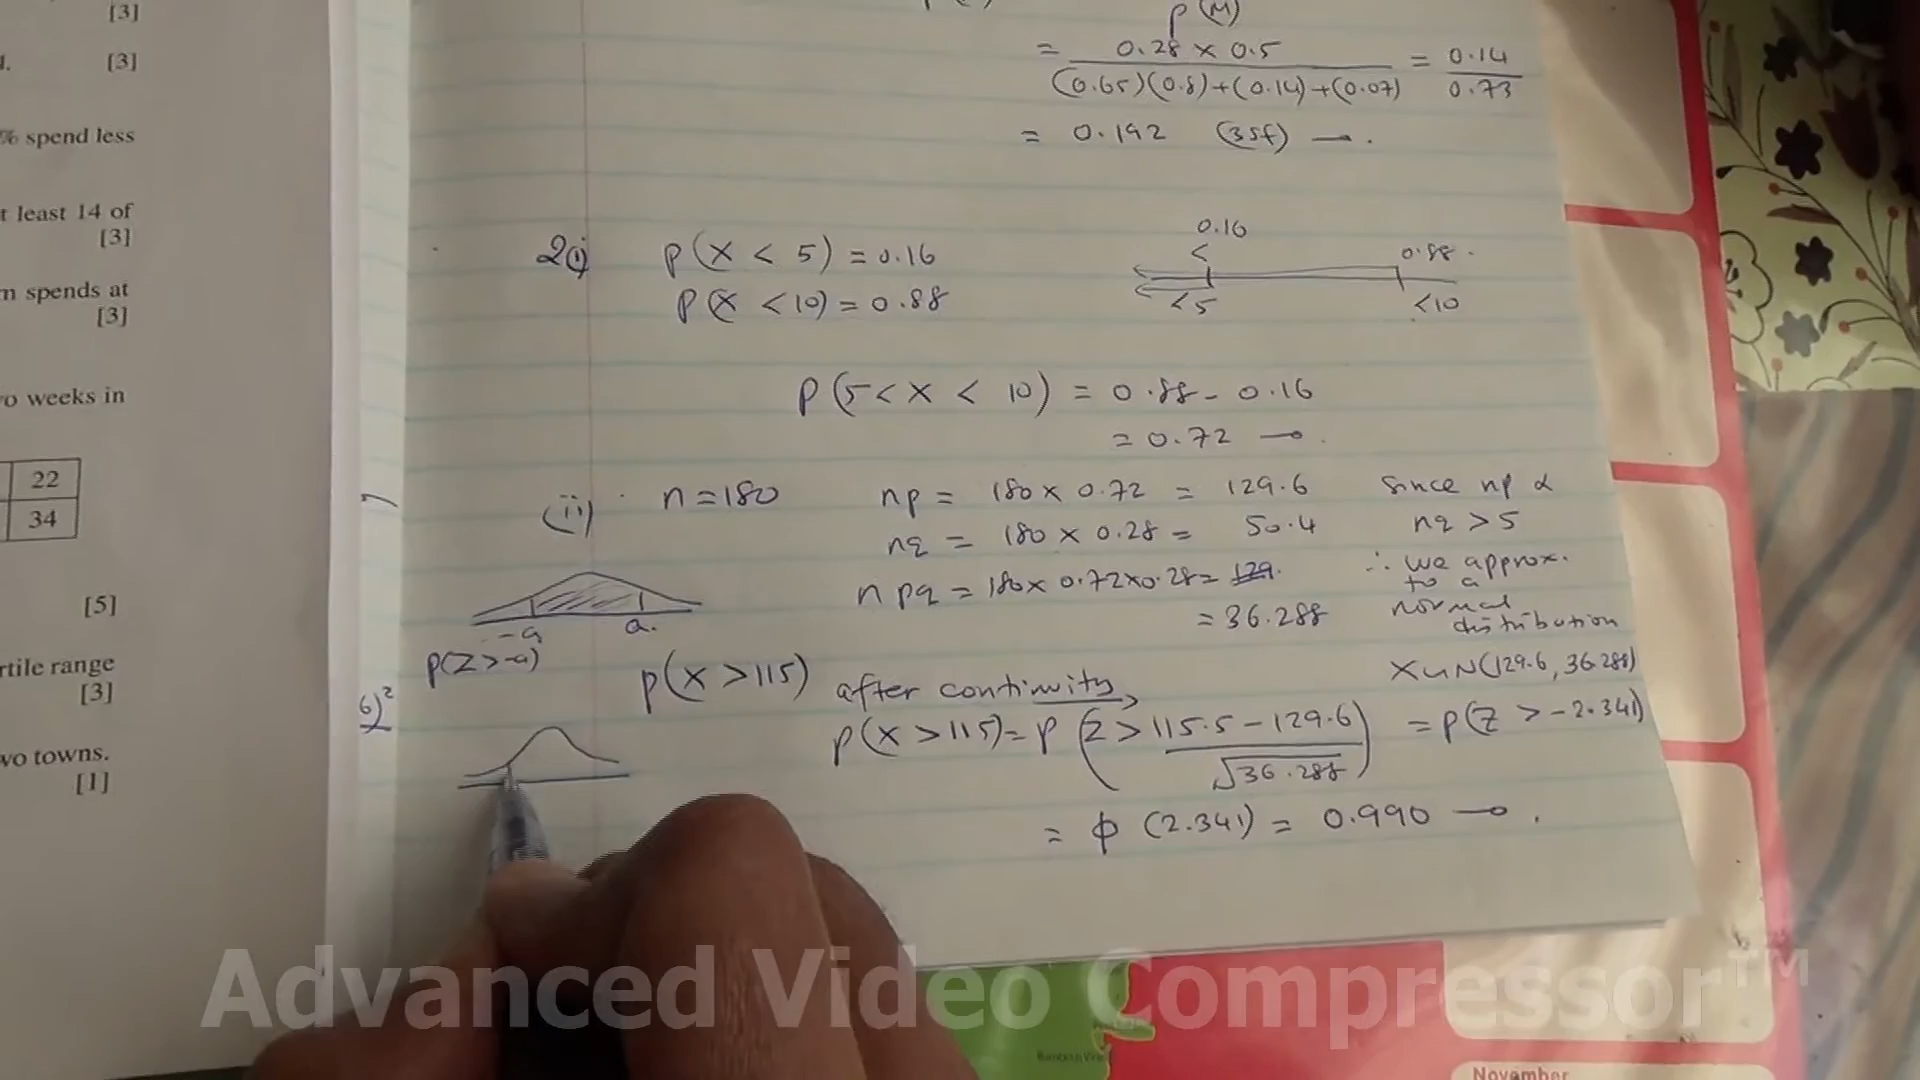 [3]
[3]
% spend less
t least 14 of
[3]
m spends at
[3]
o weeks in
22
34
[5]
rtile range
[3]
wo towns.
[1]
P(M)
= 0.28 × 0.5 / (0.65)(0.8)+(0.14)+(0.07) = 0.14 / 0.73
= 0.192 (3sf)
2(i) P(X < 5) = 0.16
P(X < 10) = 0.88
0.16
0.88
<
<5
<10
P(5 < X < 10) = 0.88 - 0.16
= 0.72
(ii) n = 180
np = 180 × 0.72 = 129.6
nq = 180 × 0.28 = 50.4
npq = 180 × 0.72 × 0.28 = 129.
= 36.288
Since np &
nq > 5
∴ we approx.
to a
normal
distribution
X∼N(129.6, 36.288)
-a
a.
P(Z > -a)
6)²
P(X > 115) after continuity
P(X > 115) = P(Z > 115.5 - 129.6 / √36.288) = P(Z > -2.341)
= φ(2.341) = 0.990
Advanced Video Compressor™
November